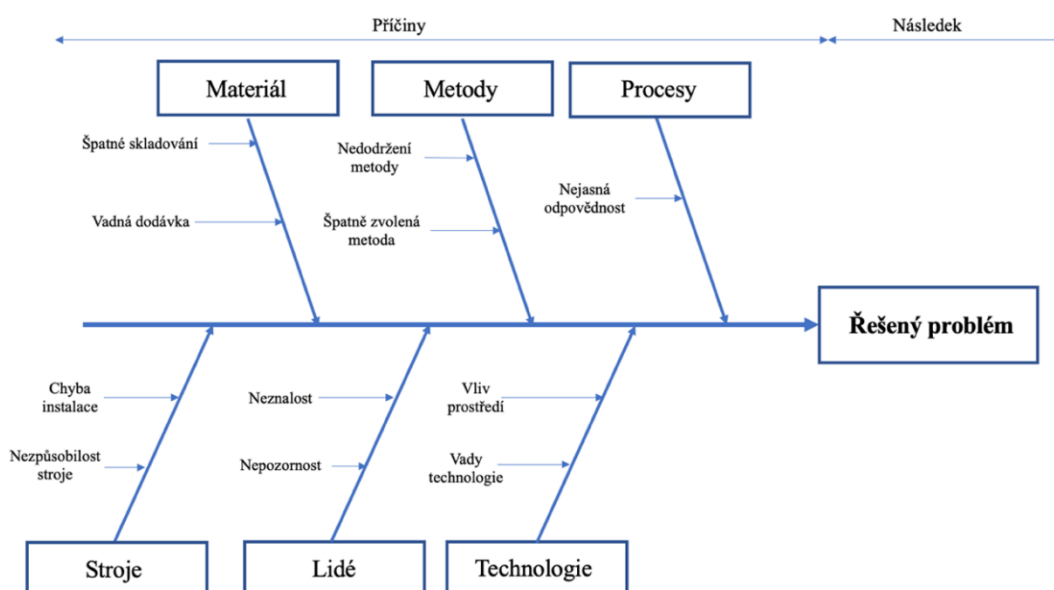 Příčiny
Následek
Materiál
Metody
Procesy
Špatné skladování
Nedodržení
metody
Nejasná
odpovědnost
Vadná dodávka
Špatně zvolená
metoda
Řešený problém
Chyba
instalace
Neznalost
Vliv
prostředí
Nezpůsobilost
stroje
Nepozornost
Vady
technologie
Stroje
Lidé
Technologie